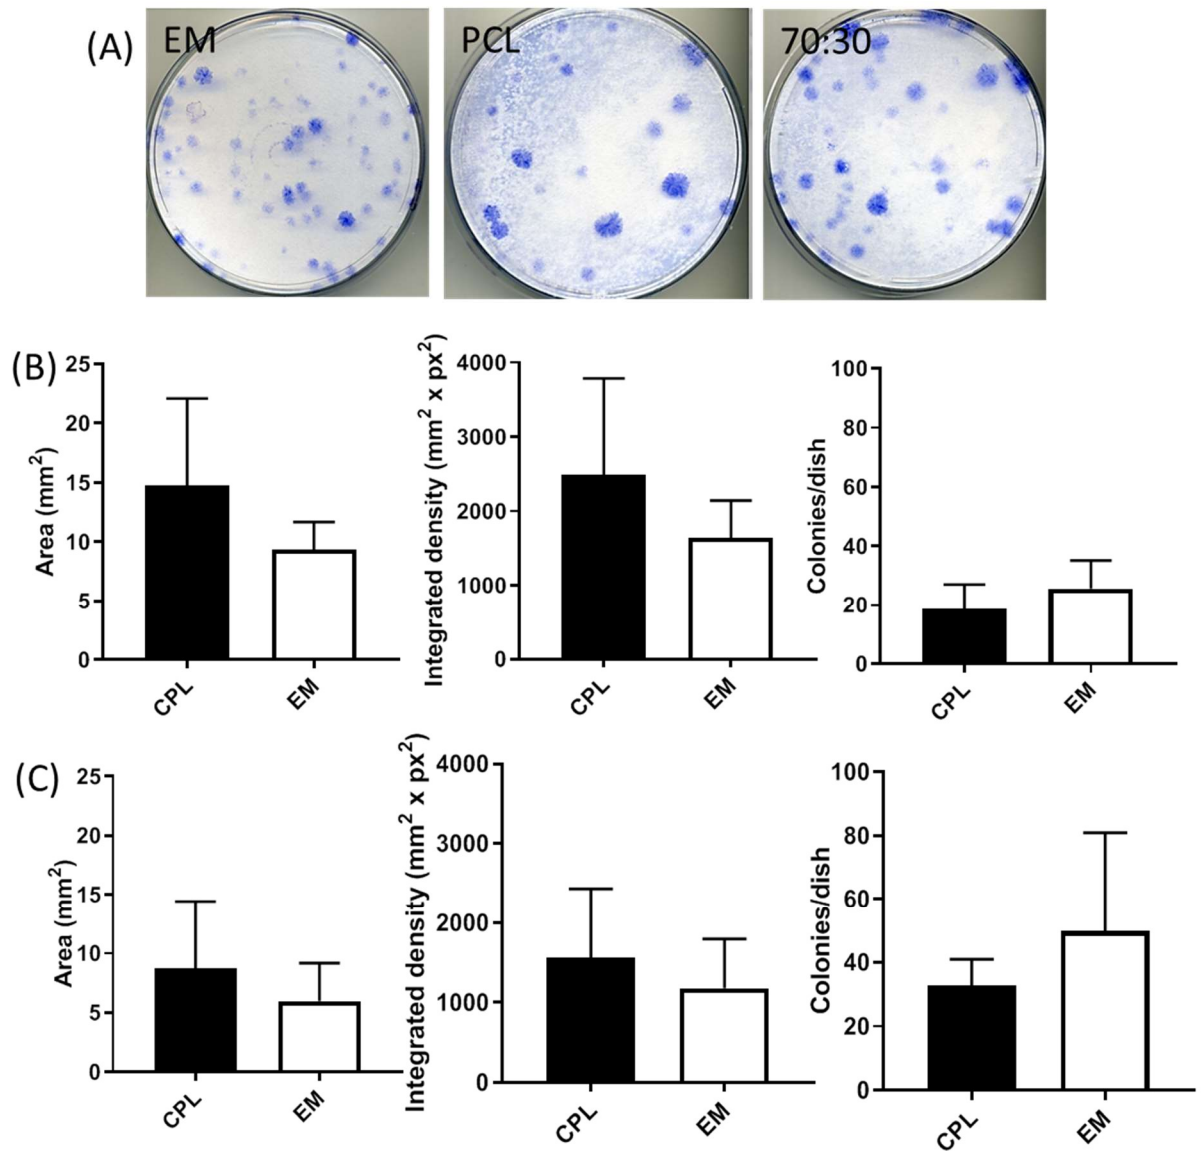 (A) EM PCL 70:30
(B)
Area (mm²)
25
20
15
10
5
0
CPL EM
Integrated density (mm² x px²)
4000
3000
2000
1000
0
CPL EM
Colonies/dish
100
80
60
40
20
0
CPL EM
(C)
Area (mm²)
25
20
15
10
5
0
CPL EM
Integrated density (mm² x px²)
4000
3000
2000
1000
0
CPL EM
Colonies/dish
100
80
60
40
20
0
CPL EM